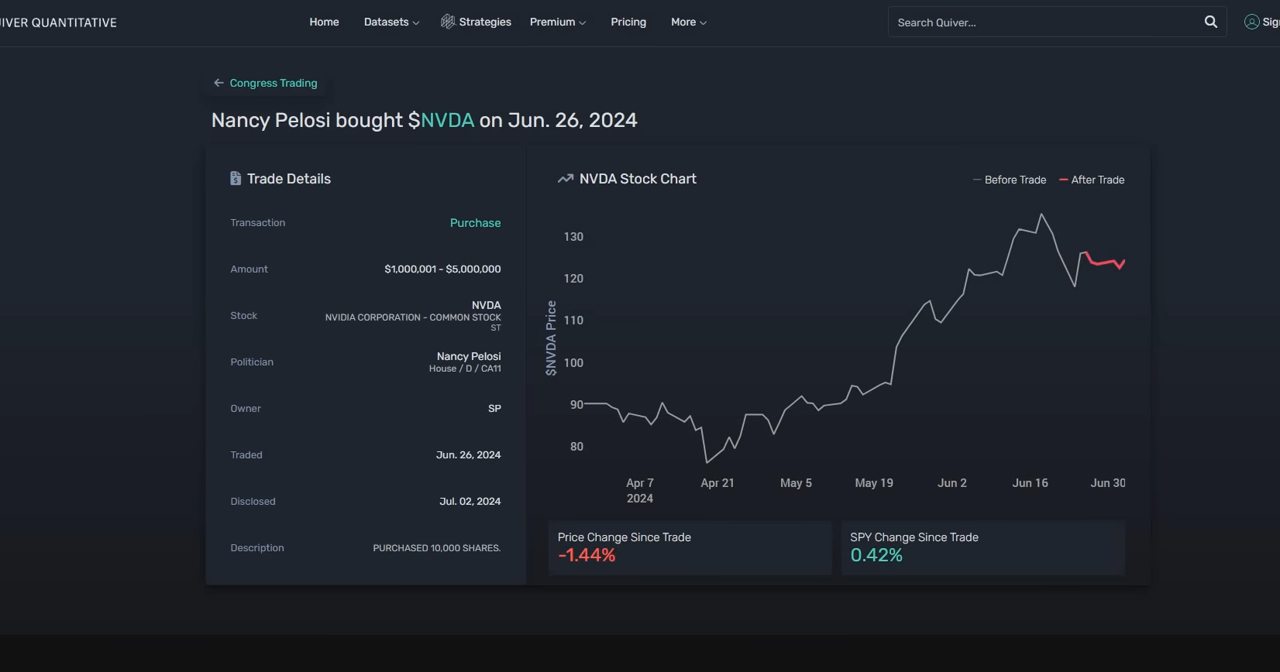 UIVER QUANTITATIVE
Home
Datasets
Strategies
Premium
Pricing
More
Search Quiver...
Sig
Congress Trading
Nancy Pelosi bought $NVDA on Jun. 26, 2024
Trade Details
Transaction
Purchase
Amount
$1,000,001 - $5,000,000
Stock
NVDA
NVIDIA CORPORATION - COMMON STOCK
ST
Politician
Nancy Pelosi
House / D / CA11
Owner
SP
Traded
Jun. 26, 2024
Disclosed
Jul. 02, 2024
Description
PURCHASED 10,000 SHARES.
NVDA Stock Chart
Before Trade
After Trade
$NVDA Price
130
120
110
100
90
80
Apr 7
2024
Apr 21
May 5
May 19
Jun 2
Jun 16
Jun 30
Price Change Since Trade
-1.44%
SPY Change Since Trade
0.42%